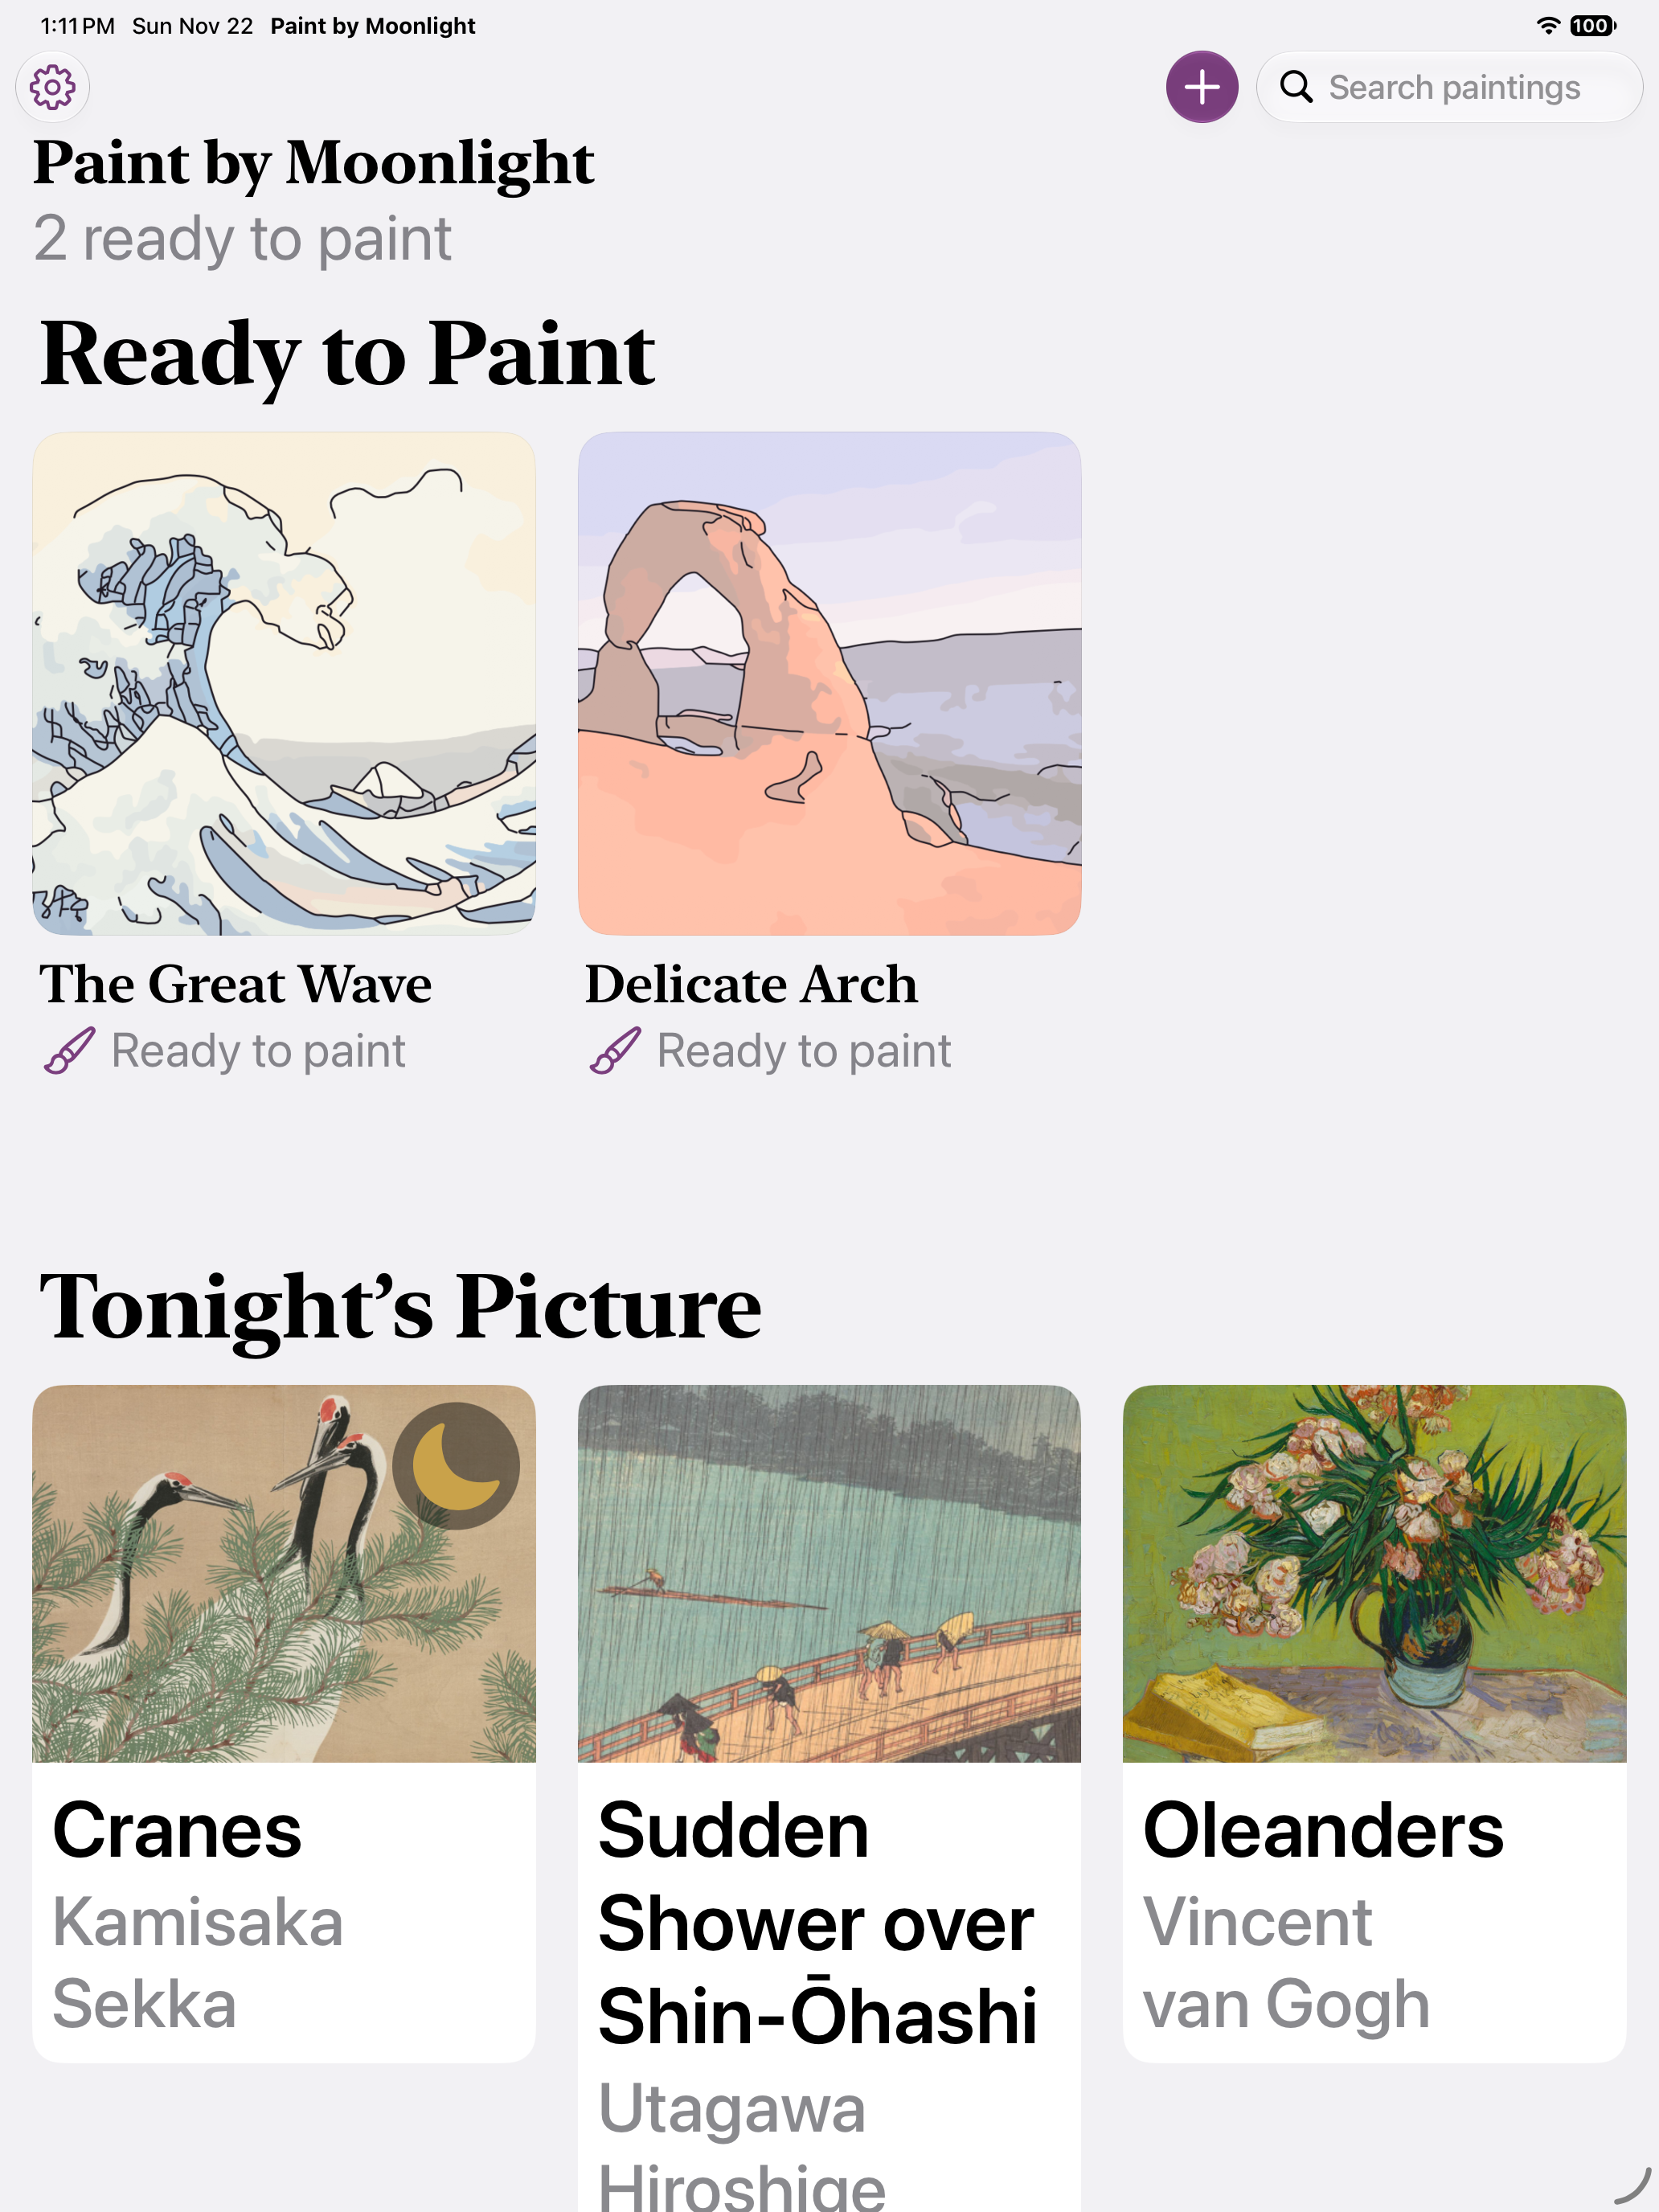 1:11 PM Sun Nov 22 Paint by Moonlight 100
Search paintings
Paint by Moonlight
2 ready to paint
Ready to Paint
The Great Wave
Ready to paint
Delicate Arch
Ready to paint
Tonight’s Picture
Cranes
Kamisaka
Sekka
Sudden
Shower over
Shin-Ōhashi
Utagawa
Hiroshige
Oleanders
Vincent
van Gogh